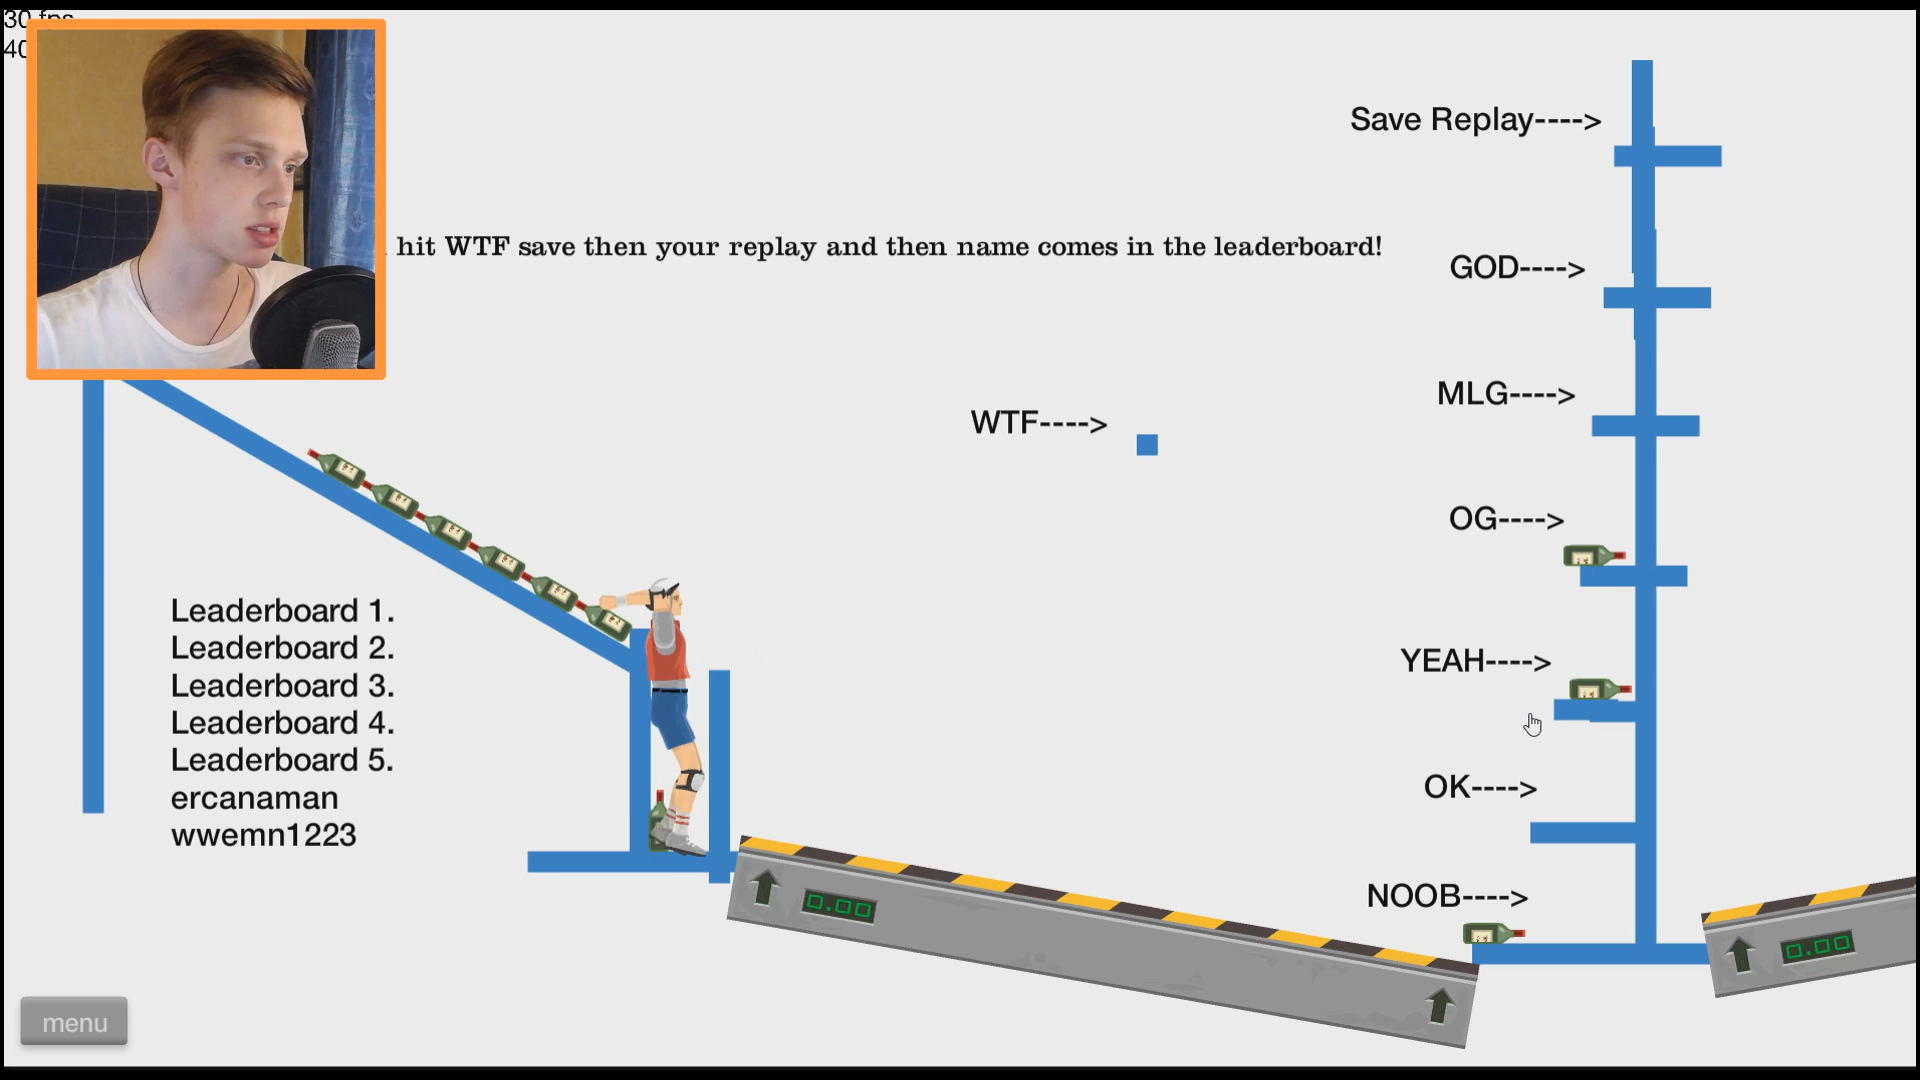 30 fps
40
Save Replay---->
hit WTF save then your replay and then name comes in the leaderboard!
GOD---->
MLG---->
WTF---->
OG---->
Leaderboard 1.
Leaderboard 2.
Leaderboard 3.
Leaderboard 4.
Leaderboard 5.
ercanaman
wwemn1223
YEAH---->
OK---->
NOOB---->
0.00
0.00
menu